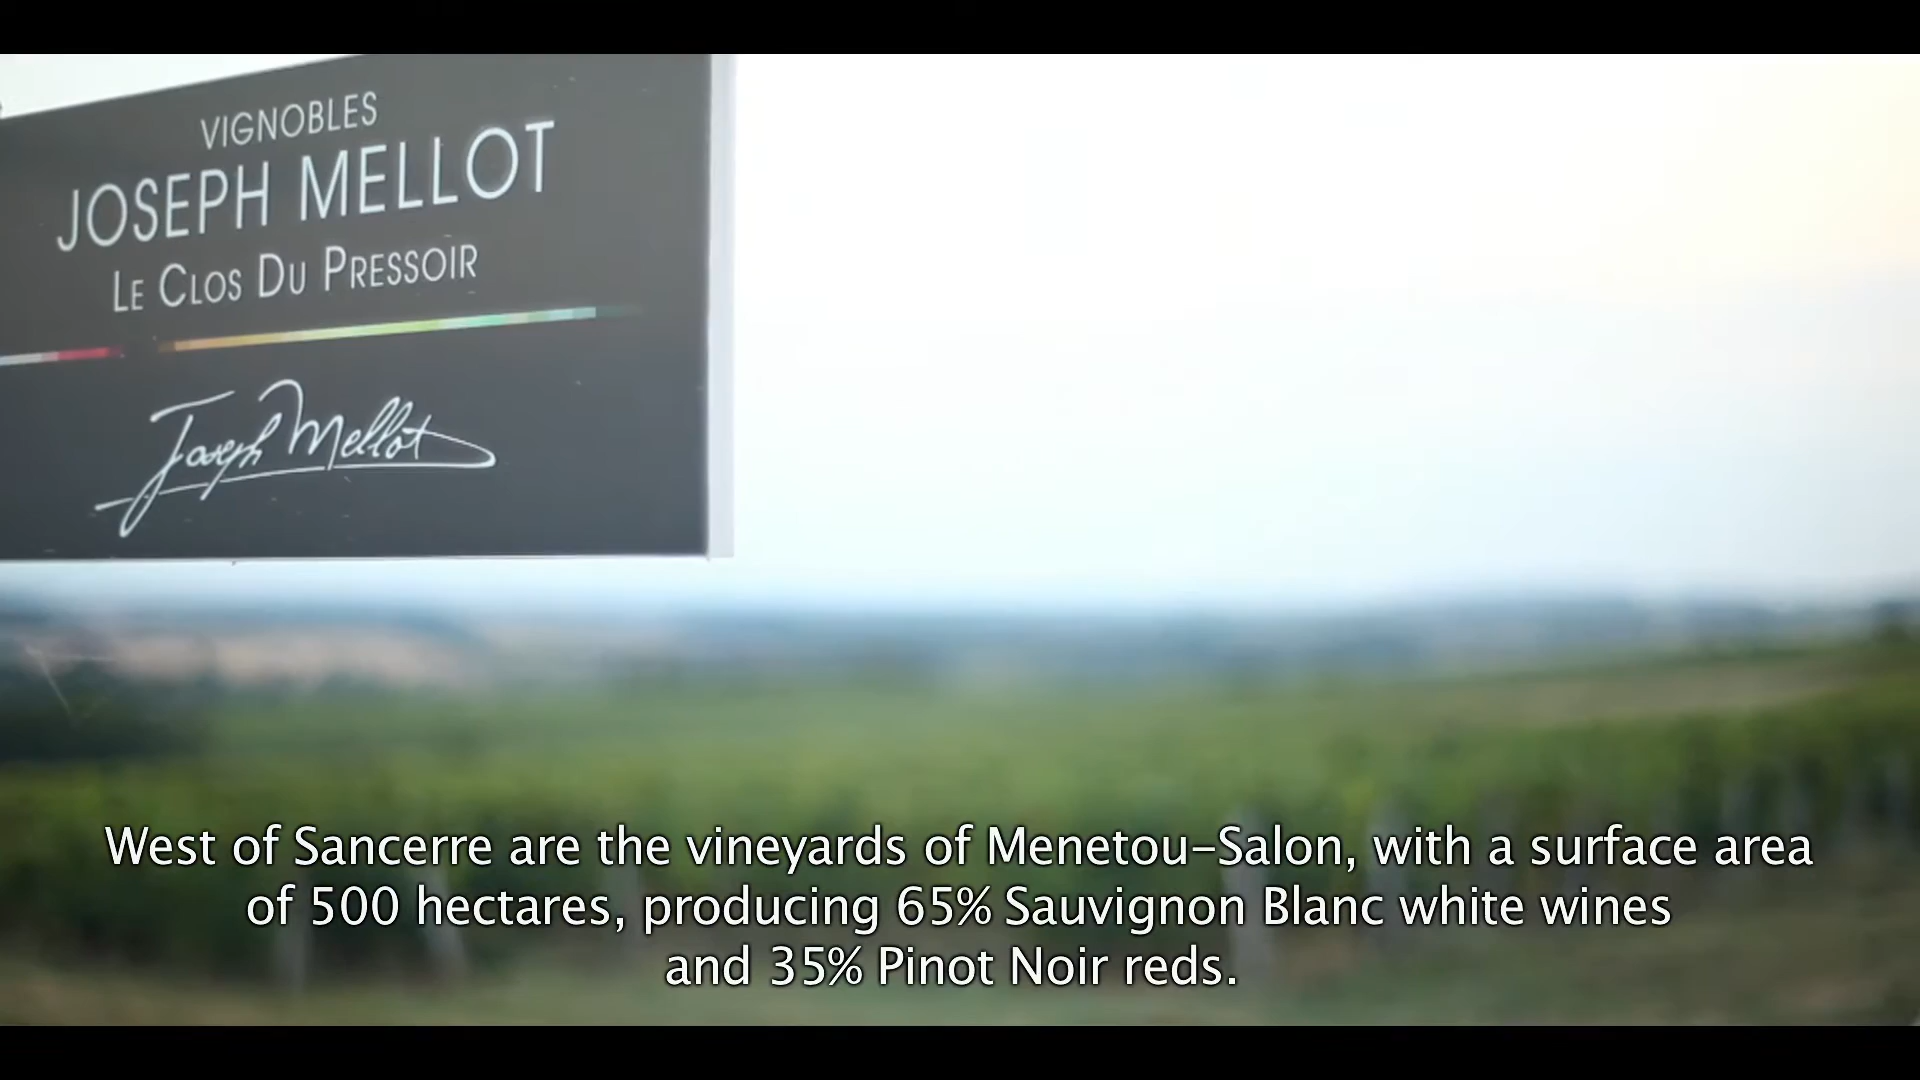 VIGNOBLES
JOSEPH MELLOT
LE CLOS DU PRESSOIR
Joseph Mellot
West of Sancerre are the vineyards of Menetou-Salon, with a surface area
of 500 hectares, producing 65% Sauvignon Blanc white wines
and 35% Pinot Noir reds.